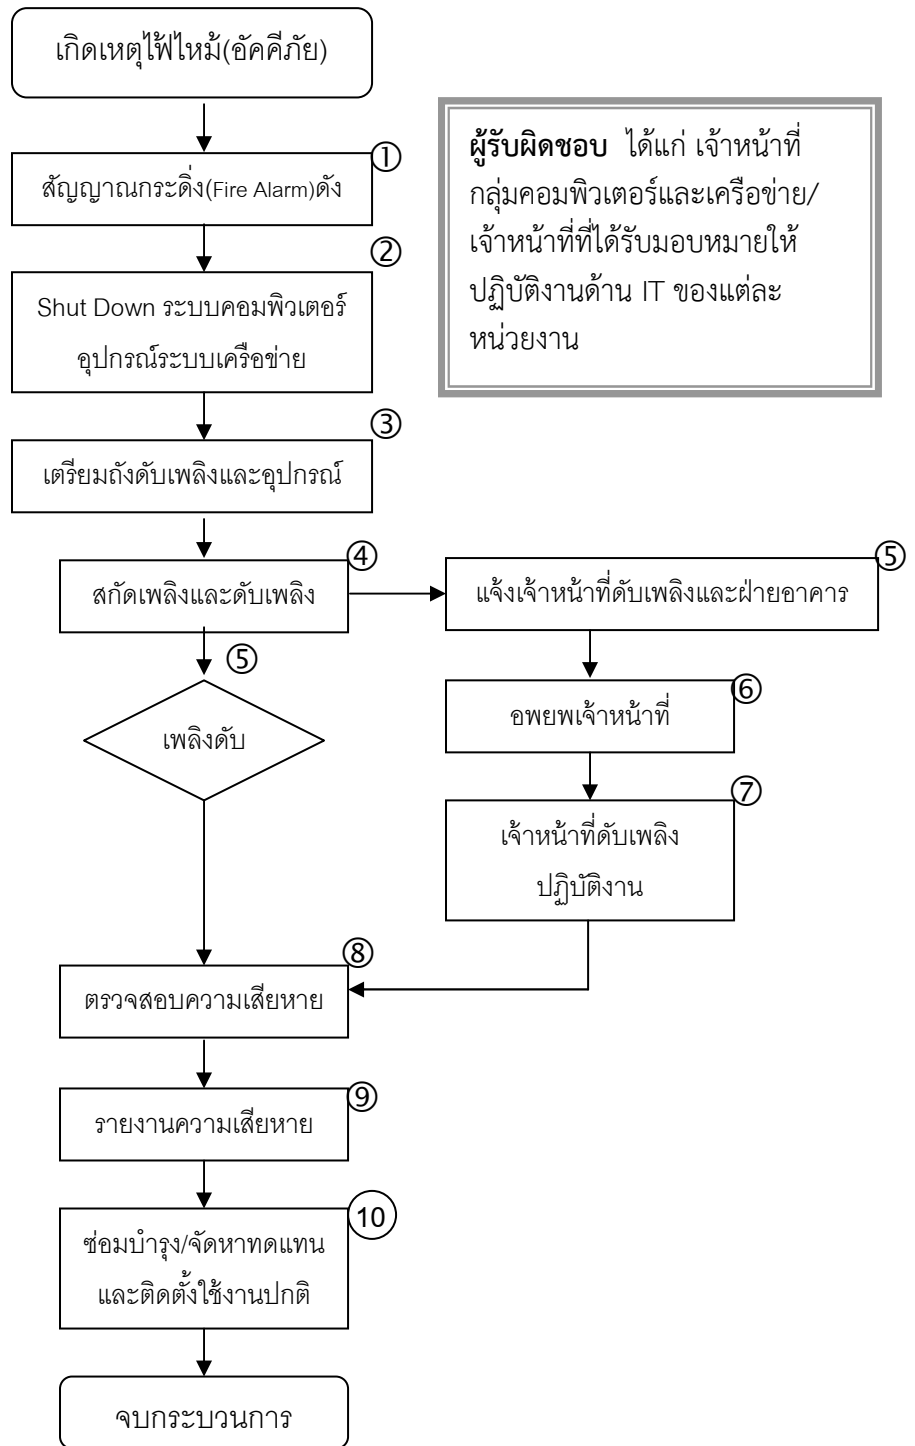 เกิดเหตุไฟไหม้(อัคคีภัย)
①
สัญญาณกระดิ่ง(Fire Alarm)ดัง
ผู้รับผิดชอบ ได้แก่ เจ้าหน้าที่
กลุ่มคอมพิวเตอร์และเครือข่าย/
เจ้าหน้าที่ที่ได้รับมอบหมายให้
ปฏิบัติงานด้าน IT ของแต่ละ
หน่วยงาน
②
Shut Down ระบบคอมพิวเตอร์
อุปกรณ์ระบบเครือข่าย
③
เตรียมถังดับเพลิงและอุปกรณ์
④
สกัดเพลิงและดับเพลิง
⑤
แจ้งเจ้าหน้าที่ดับเพลิงและฝ่ายอาคาร
⑤
เพลิงดับ
⑥
อพยพเจ้าหน้าที่
⑦
เจ้าหน้าที่ดับเพลิง
ปฏิบัติงาน
⑧
ตรวจสอบความเสียหาย
⑨
รายงานความเสียหาย
10
ซ่อมบำรุง/จัดหาทดแทน
และติดตั้งใช้งานปกติ
จบกระบวนการ